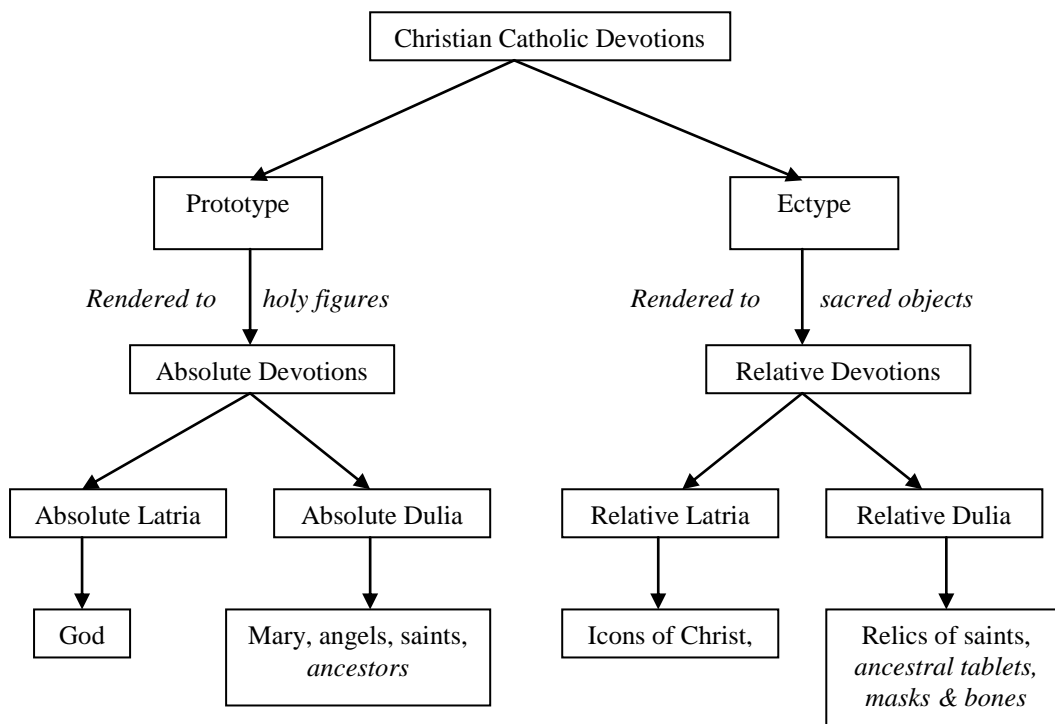 Christian Catholic Devotions
Prototype
Ectype
Rendered to holy figures
Rendered to sacred objects
Absolute Devotions
Relative Devotions
Absolute Latria
Absolute Dulia
Relative Latria
Relative Dulia
God
Mary, angels, saints,
ancestors
Icons of Christ,
Relics of saints,
ancestral tablets,
masks & bones